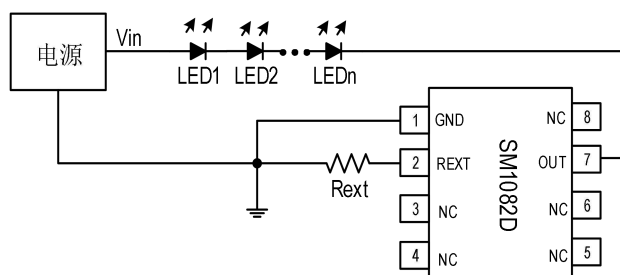 电源
Vin
LED1
LED2
LEDn
1 GND
2 REXT
3 NC
4 NC
NC 8
OUT 7
NC 6
NC 5
SM1082D
Rext